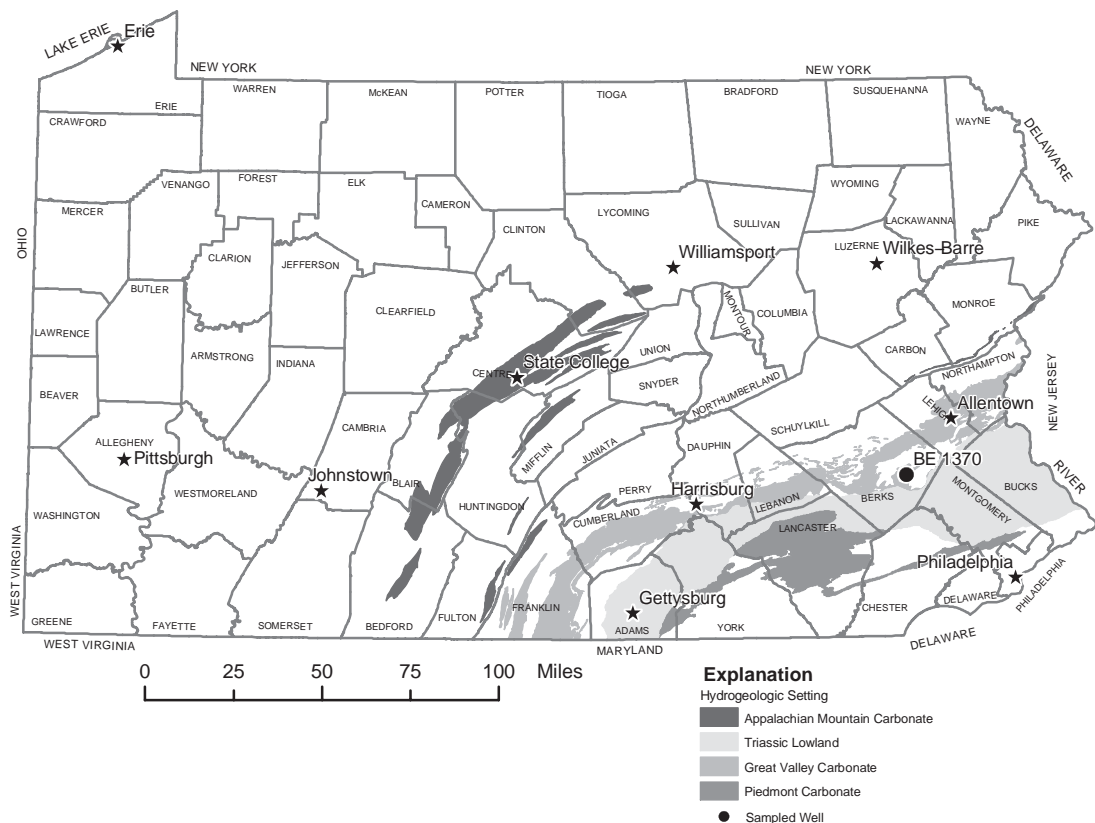 LAKE ERIE
Erie
NEW YORK
NEW YORK
WARREN
McKEAN
POTTER
TIOGA
BRADFORD
SUSQUEHANNA
ERIE
CRAWFORD
WAYNE
DELAWARE
VENANGO
FOREST
ELK
CAMERON
WYOMING
MERCER
LYCOMING
SULLIVAN
LACKAWANNA
PIKE
CLINTON
OHIO
CLARION
JEFFERSON
Williamsport
LUZERNE
Wilkes-Barre
BUTLER
MONTOUR
COLUMBIA
MONROE
LAWRENCE
CLEARFIELD
ARMSTRONG
INDIANA
UNION
CARBON
CENTRE
State College
NORTHAMPTON
SNYDER
NORTHUMBERLAND
NEW JERSEY
BEAVER
LEHIGH
Allentown
CAMBRIA
SCHUYLKILL
ALLEGHENY
Pittsburgh
MIFFLIN
JUNIATA
DAUPHIN
BE 1370
Johnstown
BLAIR
PERRY
Harrisburg
BERKS
MONTGOMERY
BUCKS
RIVER
WESTMORELAND
HUNTINGDON
LEBANON
WASHINGTON
CUMBERLAND
LANCASTER
Philadelphia
WEST VIRGINIA
PHILADELPHIA
GREENE
FAYETTE
SOMERSET
BEDFORD
FULTON
FRANKLIN
Gettysburg
ADAMS
YORK
CHESTER
DELAWARE
WEST VIRGINIA
MARYLAND
DELAWARE
0 25 50 100 Miles
Explanation
Hydrogeologic Setting
Appalachian Mountain Carbonate
Triassic Lowland
Great Valley Carbonate
Piedmont Carbonate
Sampled Well